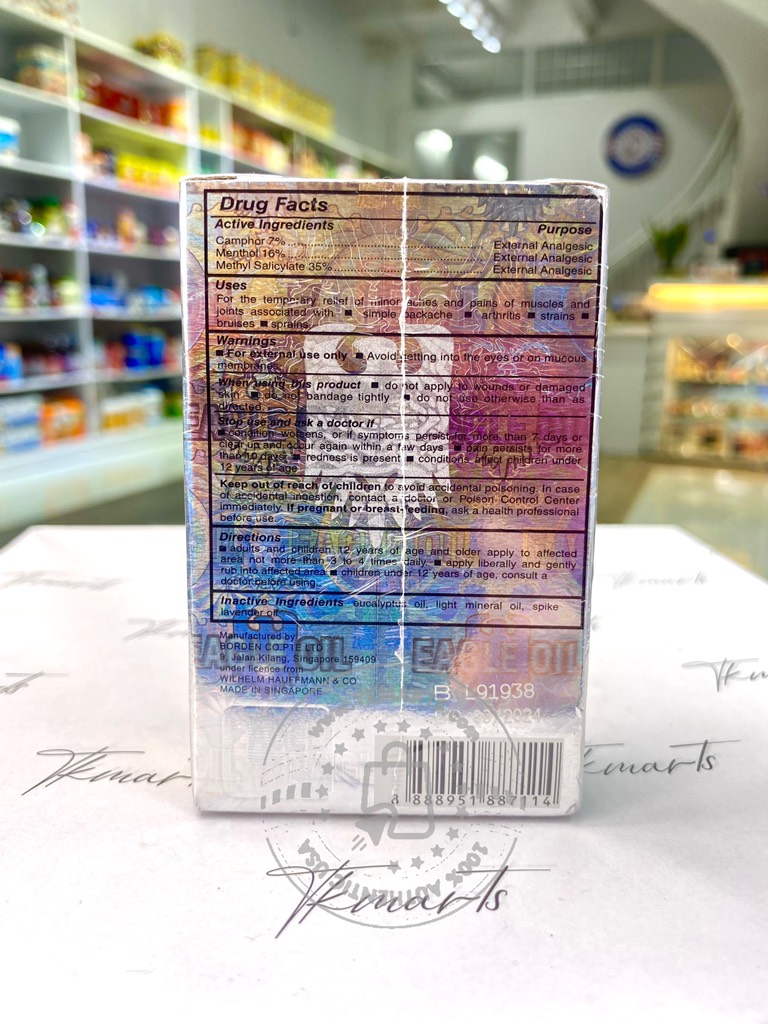 Drug Facts
Active Ingredients Purpose
Camphor 7% External Analgesic
Menthol 16% External Analgesic
Methyl Salicylate 35% External Analgesic
Uses
For the temporary relief of minor aches and pains of muscles and
joints associated with ■ simple backache ■ arthritis ■ strains ■
bruises ■ sprains
Warnings
■ For external use only ■ Avoid getting into the eyes or on mucous
membranes
When using this product ■ do not apply to wounds or damaged
skin ■ do not bandage tightly ■ do not use otherwise than as
directed.
Stop use and ask a doctor if
■ condition worsens, or if symptoms persist for more than 7 days or
clear up and occur again within a few days ■ pain persists for more
than 10 days ■ redness is present ■ conditions affect children under
12 years of age
Keep out of reach of children to avoid accidental poisoning. In case
of accidental ingestion, contact a doctor or Poison Control Center
immediately. If pregnant or breast-feeding, ask a health professional
before use.
Directions
■ adults and children 12 years of age and older apply to affected
area not more than 3 to 4 times daily. ■ apply liberally and gently
rub into affected area ■ children under 12 years of age, consult a
doctor before using.
Inactive Ingredients eucalyptus oil, light mineral oil, spike
lavender oil
Manufactured by
BORDEN CO.PTE LTD
9, Jalan Kilang, Singapore 159409
under licence from
WILHELM HAUFFMANN & CO
MADE IN SINGAPORE
EAGLE OIL
B L91938
/2024
8 888951 887114
100% AUTHENTIC USA
Tkmarts